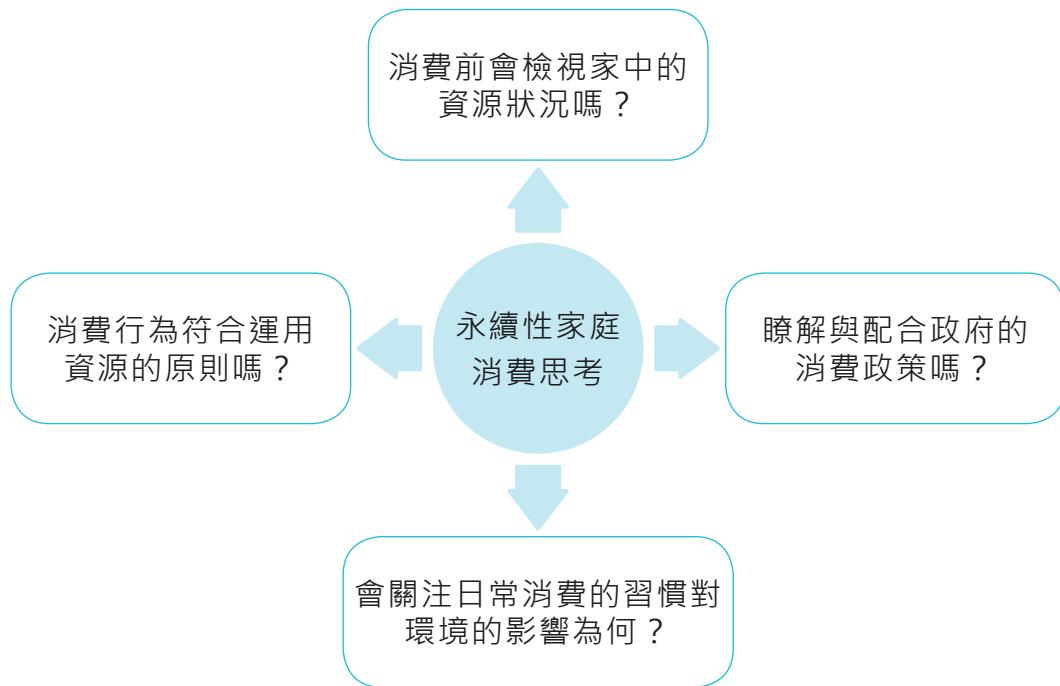 消費前會檢視家中的
資源狀況嗎？
消費行為符合運用
資源的原則嗎？
永續性家庭
消費思考
瞭解與配合政府的
消費政策嗎？
會關注日常消費的習慣對
環境的影響為何？